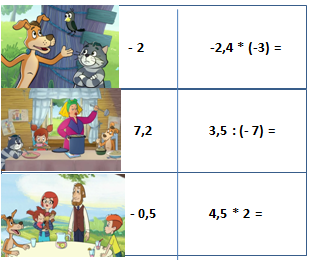 - 2 -2,4 * (-3) =
7,2 3,5 : (- 7) =
- 0,5 4,5 * 2 =